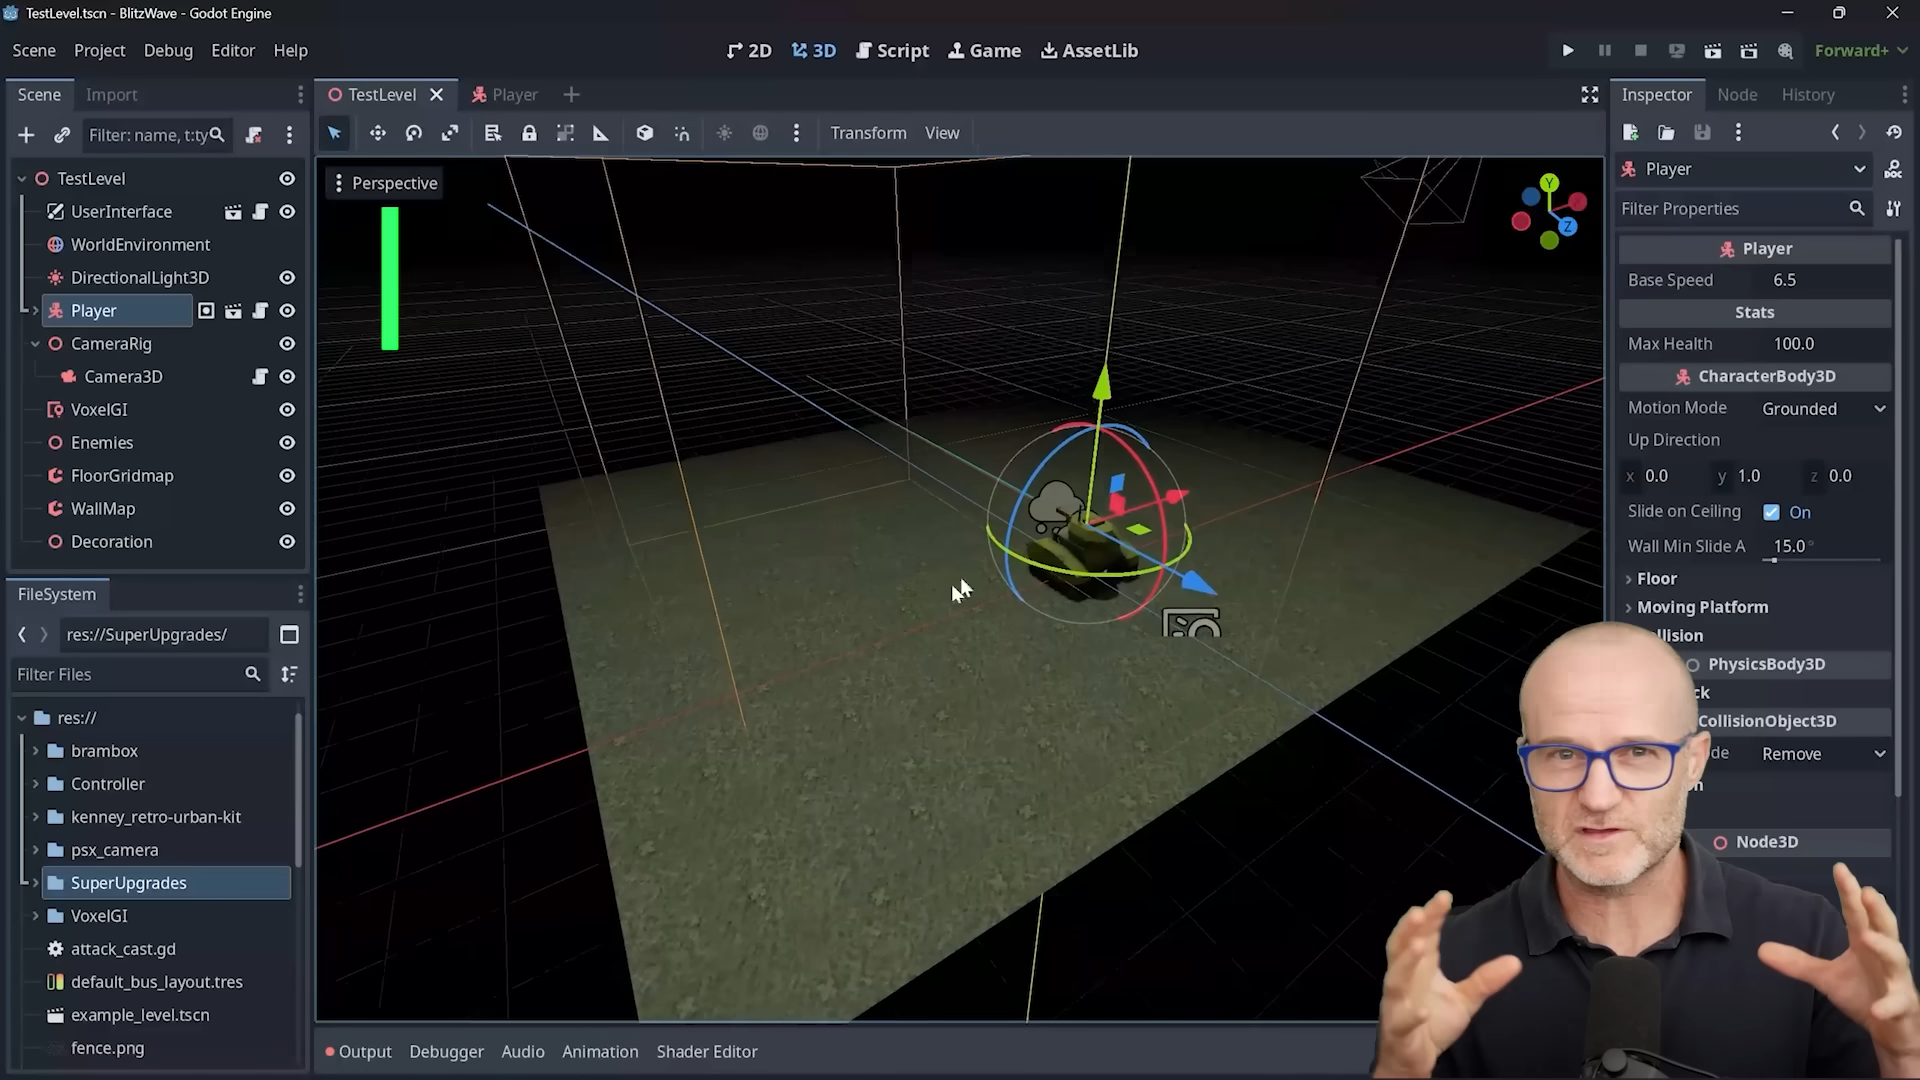 TestLevel.tscn - BlitzWave - Godot Engine
Scene Project Debug Editor Help
2D 3D Script Game AssetLib
Forward+
Scene Import
Filter: name, t:ty
TestLevel
UserInterface
WorldEnvironment
DirectionalLight3D
Player
CameraRig
Camera3D
VoxelGI
Enemies
FloorGridmap
WallMap
Decoration
FileSystem
res://SuperUpgrades/
Filter Files
res://
brambox
Controller
kenney_retro-urban-kit
psx_camera
SuperUpgrades
VoxelGI
attack_cast.gd
default_bus_layout.tres
example_level.tscn
fence.png
TestLevel Player
Transform View
Perspective
Y
Z
Output Debugger Audio Animation Shader Editor
Inspector Node History
Player
Filter Properties
Player
Base Speed 6.5
Stats
Max Health 100.0
CharacterBody3D
Motion Mode Grounded
Up Direction
x 0.0 y 1.0 z 0.0
Slide on Ceiling On
Wall Min Slide A 15.0°
Floor
Moving Platform
llision
PhysicsBody3D
ck
CollisionObject3D
de Remove
n
Node3D